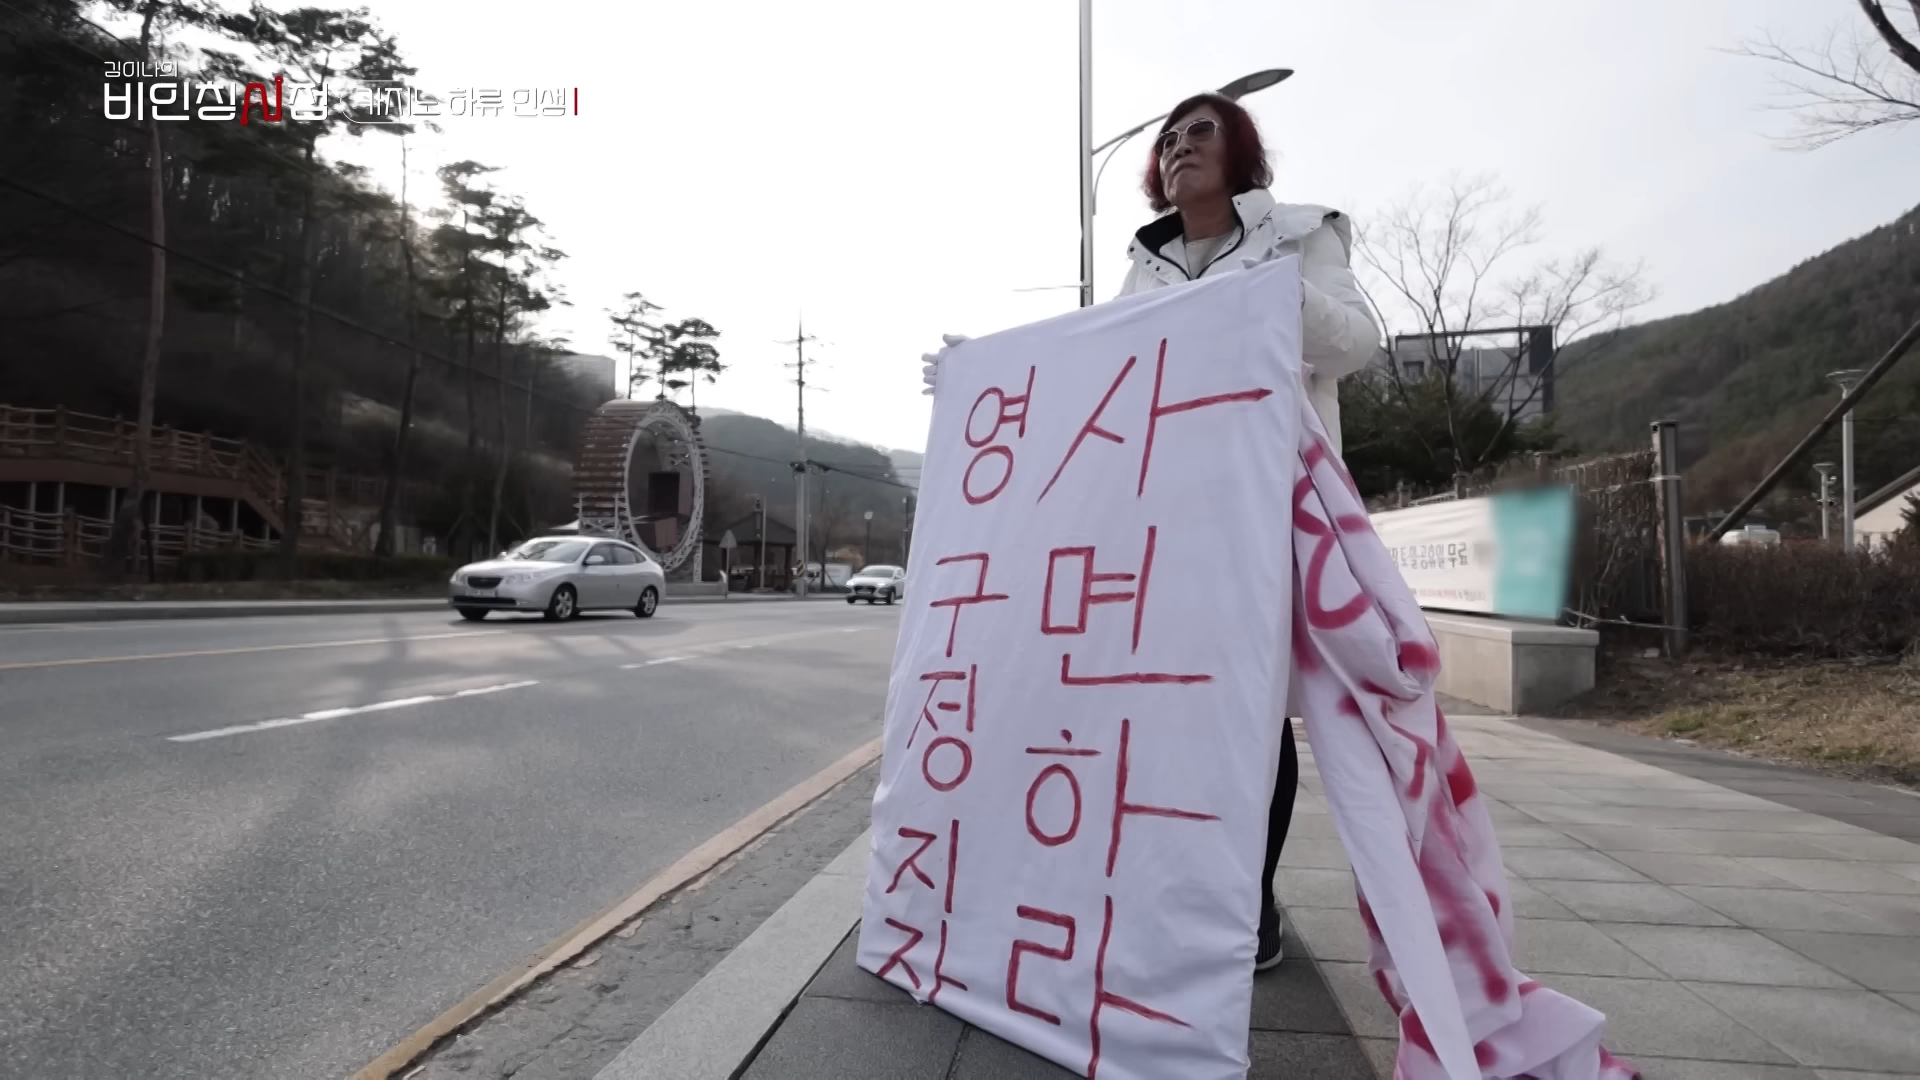 김이나의
비인칭시점 카지노 하류 인생
영구정지자
사면하라